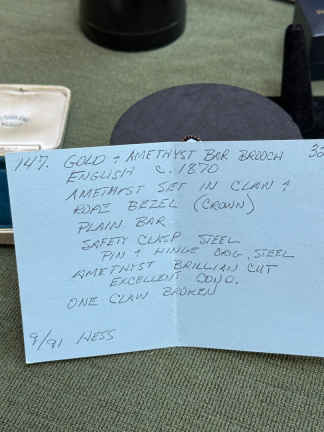 147. GOLD + AMETHYST BAR BROOCH 32
ENGLISH C. 1870
AMETHYST SET IN CLAW +
ROPE BEZEL (CROWN)
PLAIN BAR
SAFETY CLASP STEEL
PIN + HINGE ORIG. STEEL
AMETHYST BRILLIAN CUT
EXCELLENT COND.
ONE CLAW BROKEN
9/91 HESS